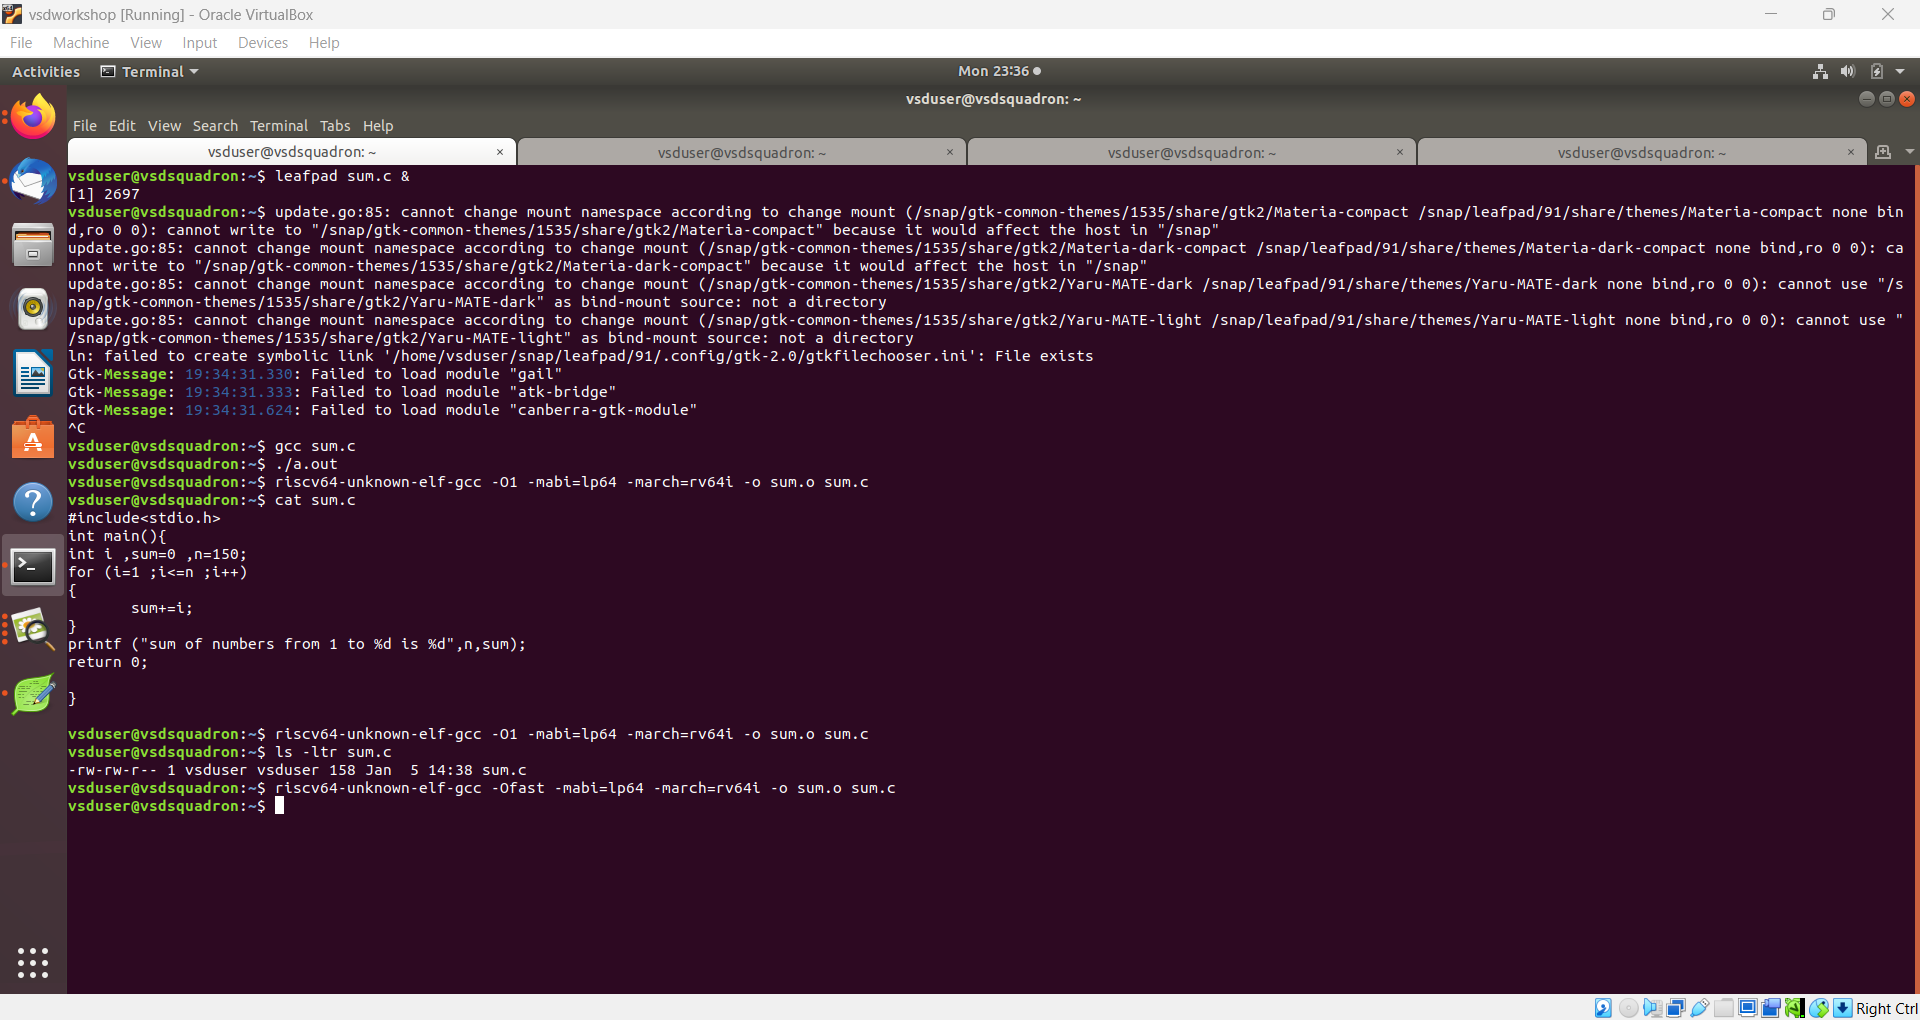 vsdworkshop [Running] - Oracle VirtualBox
File Machine View Input Devices Help
Activities Terminal Mon 23:36
vsduser@vsdsquadron: ~
File Edit View Search Terminal Tabs Help
vsduser@vsdsquadron: ~ × vsduser@vsdsquadron: ~ × vsduser@vsdsquadron: ~ × vsduser@vsdsquadron: ~ ×
vsduser@vsdsquadron:~$ leafpad sum.c &
[1] 2697
vsduser@vsdsquadron:~$ update.go:85: cannot change mount namespace according to change mount (/snap/gtk-common-themes/1535/share/gtk2/Materia-compact /snap/leafpad/91/share/themes/Materia-compact none bin
d,ro 0 0): cannot write to "/snap/gtk-common-themes/1535/share/gtk2/Materia-compact" because it would affect the host in "/snap"
update.go:85: cannot change mount namespace according to change mount (/snap/gtk-common-themes/1535/share/gtk2/Materia-dark-compact /snap/leafpad/91/share/themes/Materia-dark-compact none bind,ro 0 0): ca
nnot write to "/snap/gtk-common-themes/1535/share/gtk2/Materia-dark-compact" because it would affect the host in "/snap"
update.go:85: cannot change mount namespace according to change mount (/snap/gtk-common-themes/1535/share/gtk2/Yaru-MATE-dark /snap/leafpad/91/share/themes/Yaru-MATE-dark none bind,ro 0 0): cannot use "/s
nap/gtk-common-themes/1535/share/gtk2/Yaru-MATE-dark" as bind-mount source: not a directory
update.go:85: cannot change mount namespace according to change mount (/snap/gtk-common-themes/1535/share/gtk2/Yaru-MATE-light /snap/leafpad/91/share/themes/Yaru-MATE-light none bind,ro 0 0): cannot use "
/snap/gtk-common-themes/1535/share/gtk2/Yaru-MATE-light" as bind-mount source: not a directory
ln: failed to create symbolic link '/home/vsduser/snap/leafpad/91/.config/gtk-2.0/gtkfilechooser.ini': File exists
Gtk-Message: 19:34:31.330: Failed to load module "gail"
Gtk-Message: 19:34:31.333: Failed to load module "atk-bridge"
Gtk-Message: 19:34:31.624: Failed to load module "canberra-gtk-module"
^C
vsduser@vsdsquadron:~$ gcc sum.c
vsduser@vsdsquadron:~$ ./a.out
vsduser@vsdsquadron:~$ riscv64-unknown-elf-gcc -O1 -mabi=lp64 -march=rv64i -o sum.o sum.c
vsduser@vsdsquadron:~$ cat sum.c
#include<stdio.h>
int main(){
int i ,sum=0 ,n=150;
for (i=1 ;i<=n ;i++)
{
sum+=i;
}
printf ("sum of numbers from 1 to %d is %d",n,sum);
return 0;
}
vsduser@vsdsquadron:~$ riscv64-unknown-elf-gcc -O1 -mabi=lp64 -march=rv64i -o sum.o sum.c
vsduser@vsdsquadron:~$ ls -ltr sum.c
-rw-rw-r-- 1 vsduser vsduser 158 Jan  5 14:38 sum.c
vsduser@vsdsquadron:~$ riscv64-unknown-elf-gcc -Ofast -mabi=lp64 -march=rv64i -o sum.o sum.c
vsduser@vsdsquadron:~$
Right Ctrl